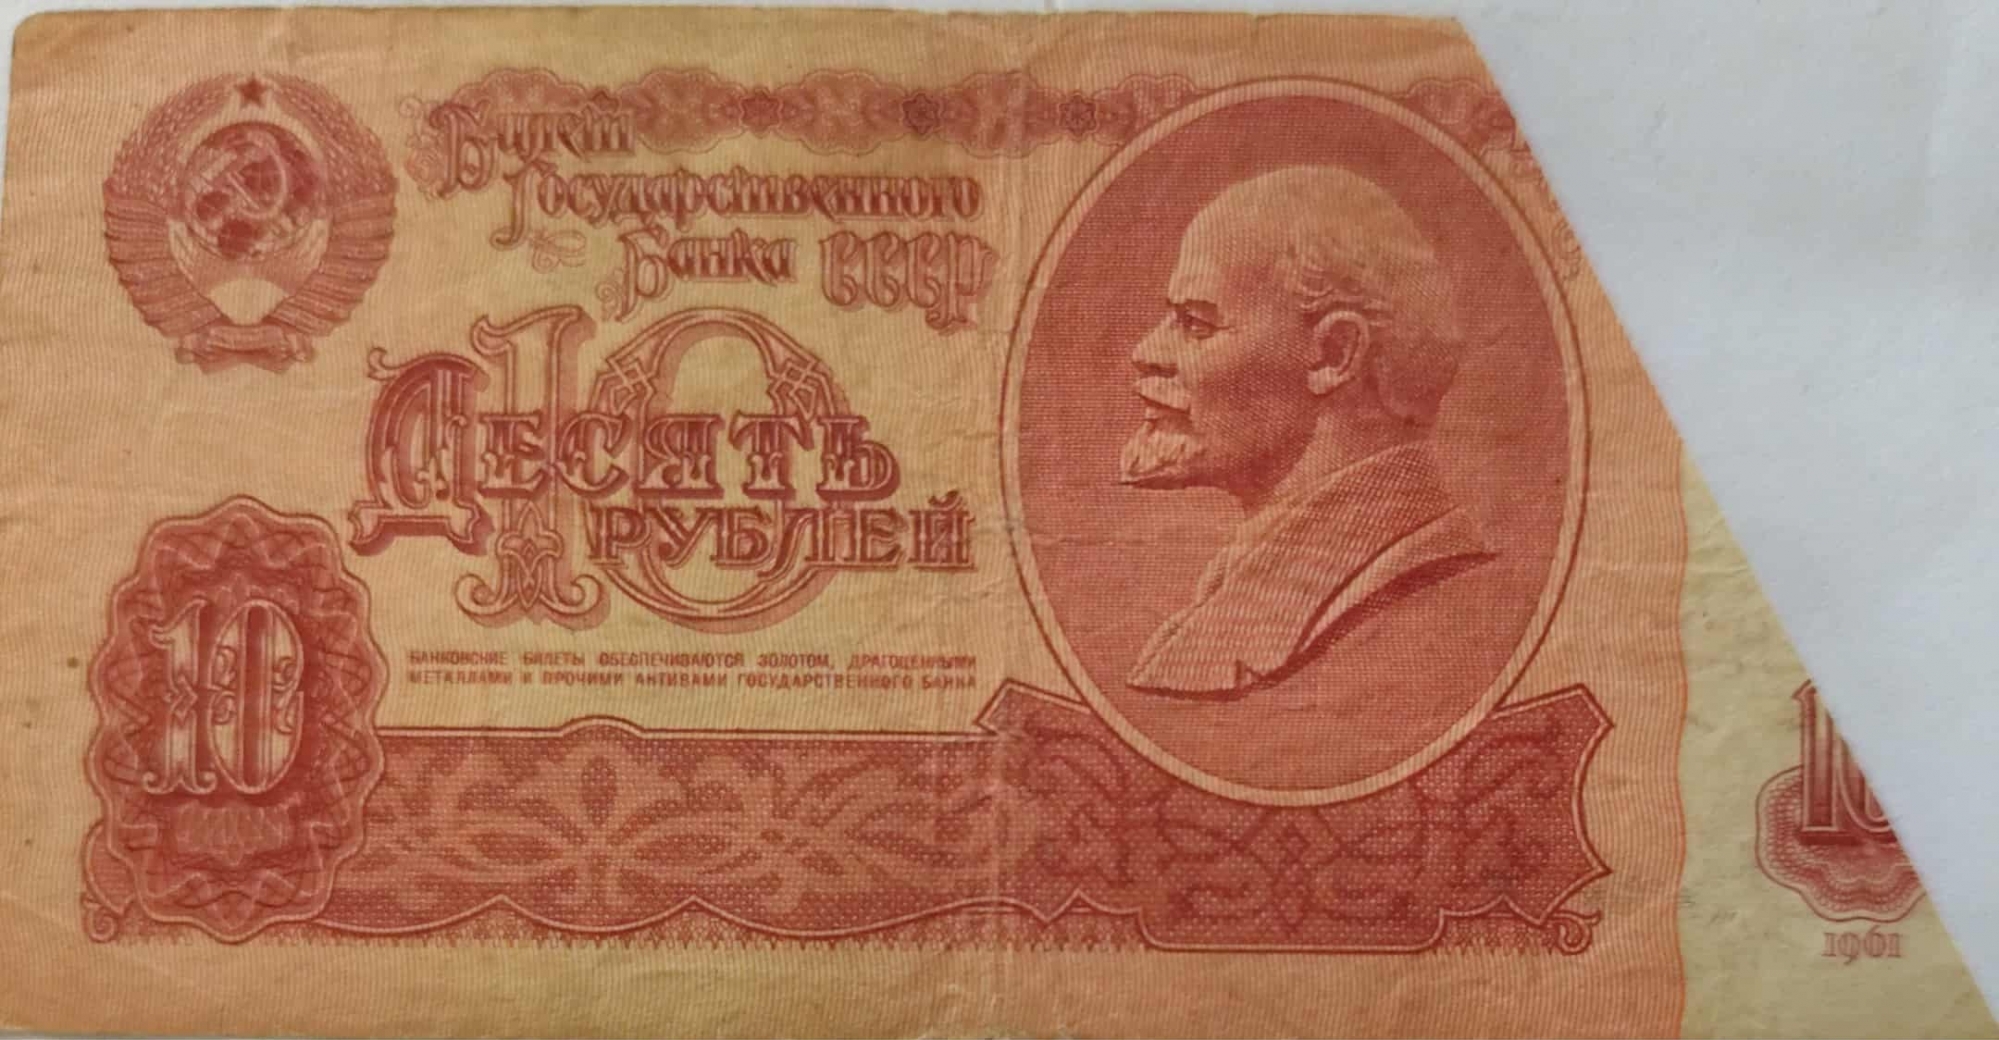 Билет
Государственного
Банка СССР
10
Десять
рублей
БАНКОВСКИЕ БИЛЕТЫ ОБЕСПЕЧИВАЮТСЯ ЗОЛОТОМ, ДРАГОЦЕННЫМИ
МЕТАЛЛАМИ И ПРОЧИМИ АКТИВАМИ ГОСУДАРСТВЕННОГО БАНКА
10
10
1961